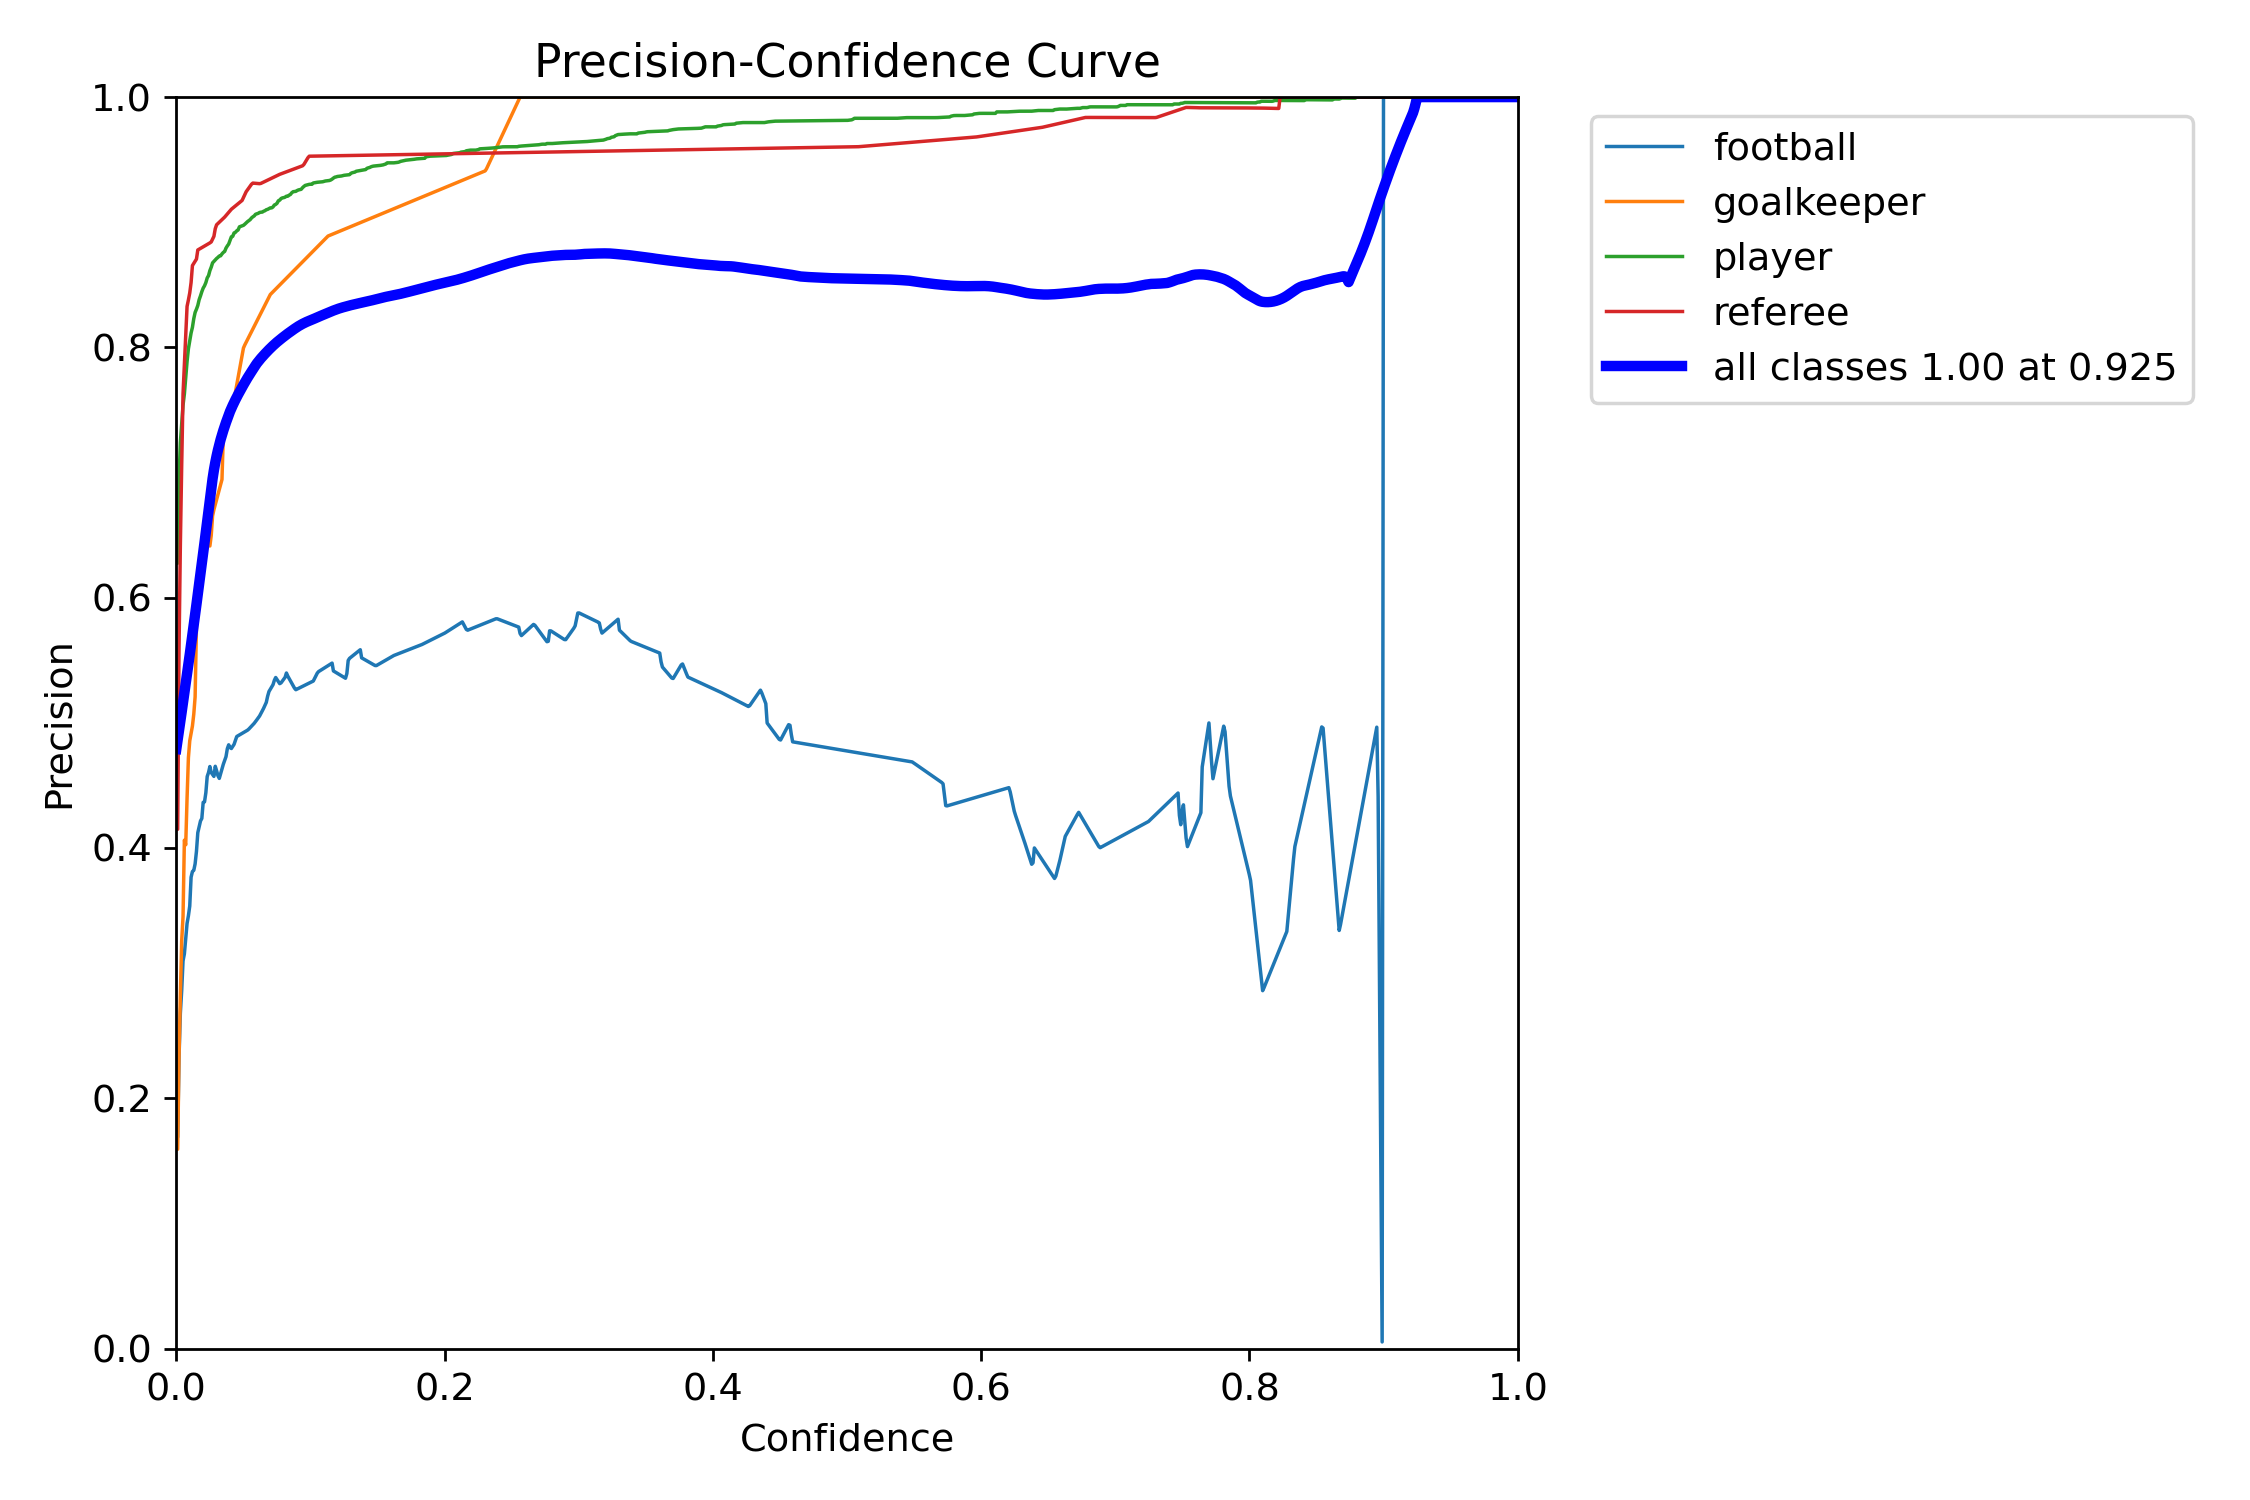 Precision-Confidence Curve
1.0
0.8
0.6
0.4
0.2
0.0
Precision
0.0 0.2 0.4 0.6 0.8 1.0
Confidence
football
goalkeeper
player
referee
all classes 1.00 at 0.925